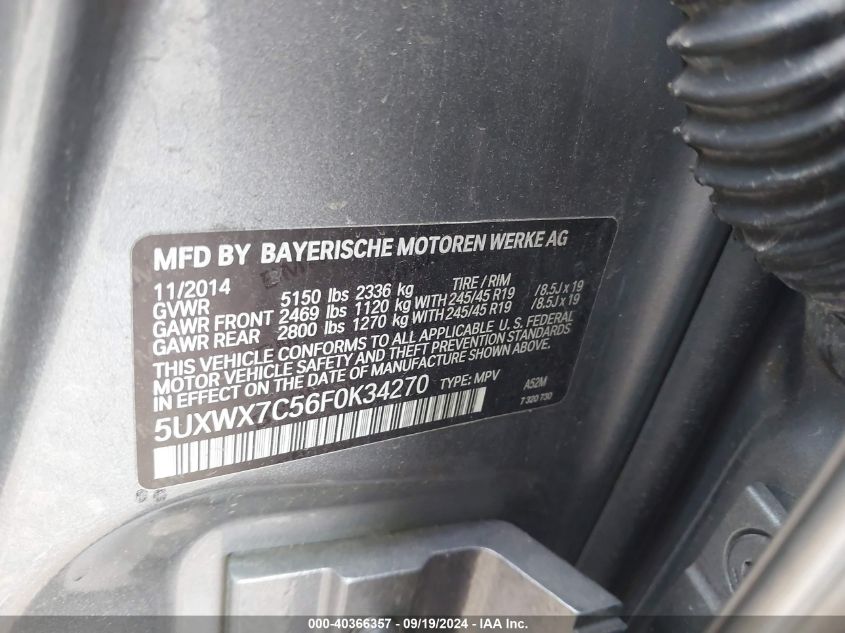 MFD BY BAYERISCHE MOTOREN WERKE AG
11/2014 TIRE / RIM
GVWR 5150 lbs 2336 kg
GAWR FRONT 2469 lbs 1120 kg WITH 245/45 R19 /8.5J x 19
GAWR REAR 2800 lbs 1270 kg WITH 245/45 R19 /8.5J x 19
THIS VEHICLE CONFORMS TO ALL APPLICABLE U.S. FEDERAL
MOTOR VEHICLE SAFETY AND THEFT PREVENTION STANDARDS
IN EFFECT ON THE DATE OF MANUFACTURE SHOWN ABOVE.
5UXWX7C56F0K34270 TYPE: MPV A52M
7 320 730
000-40366357 - 09/19/2024 - IAA Inc.